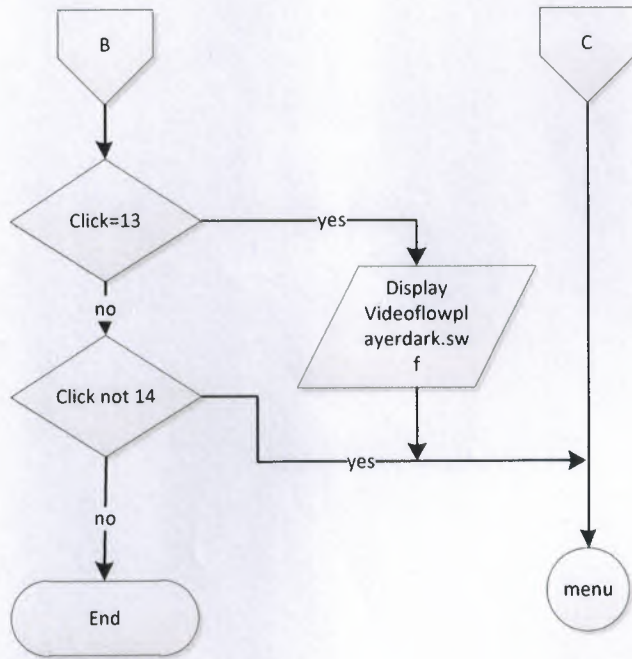 B
C
Click=13
yes
Display
Videoflowpl
ayerdark.sw
f
no
Click not 14
yes
no
End
menu